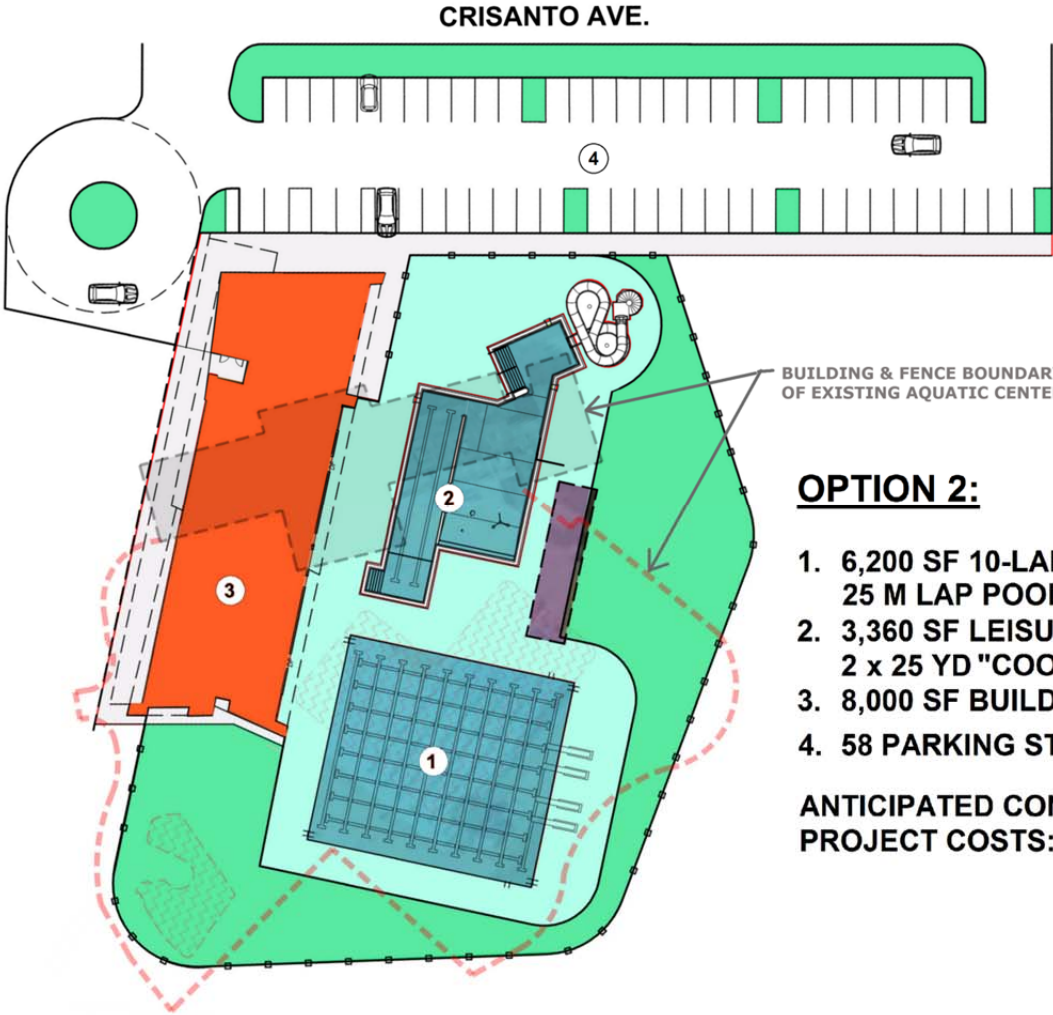 CRISANTO AVE.
4
BUILDING & FENCE BOUNDAR
OF EXISTING AQUATIC CENTE
2
3
1
OPTION 2:
1. 6,200 SF 10-LA
25 M LAP POO
2. 3,360 SF LEISU
2 x 25 YD "COO
3. 8,000 SF BUILD
4. 58 PARKING ST
ANTICIPATED CO
PROJECT COSTS: